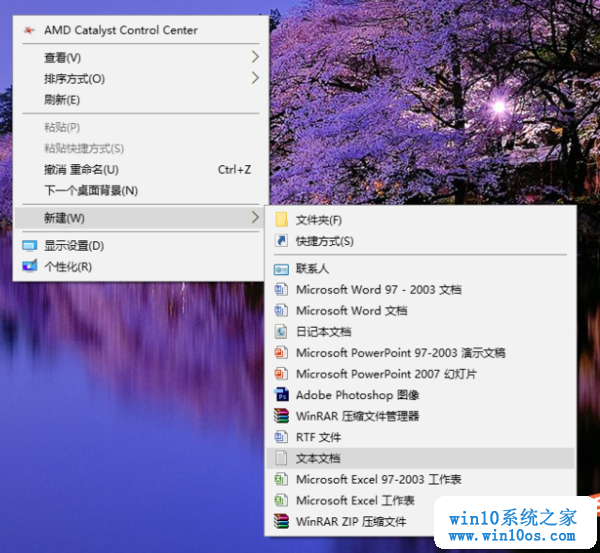 AMD Catalyst Control Center
查看(V)
排序方式(O)
刷新(E)
粘贴(P)
粘贴快捷方式(S)
撤消 重命名(U) Ctrl+Z
下一个桌面背景(N)
新建(W)
显示设置(D)
个性化(R)
文件夹(F)
快捷方式(S)
联系人
Microsoft Word 97 - 2003 文档
Microsoft Word 文档
日记本文档
Microsoft PowerPoint 97-2003 演示文稿
Microsoft PowerPoint 2007 幻灯片
Adobe Photoshop 图像
WinRAR 压缩文件管理器
RTF 文件
文本文档
Microsoft Excel 97-2003 工作表
Microsoft Excel 工作表
WinRAR ZIP 压缩文件
win10系统之家
www.win10os.com